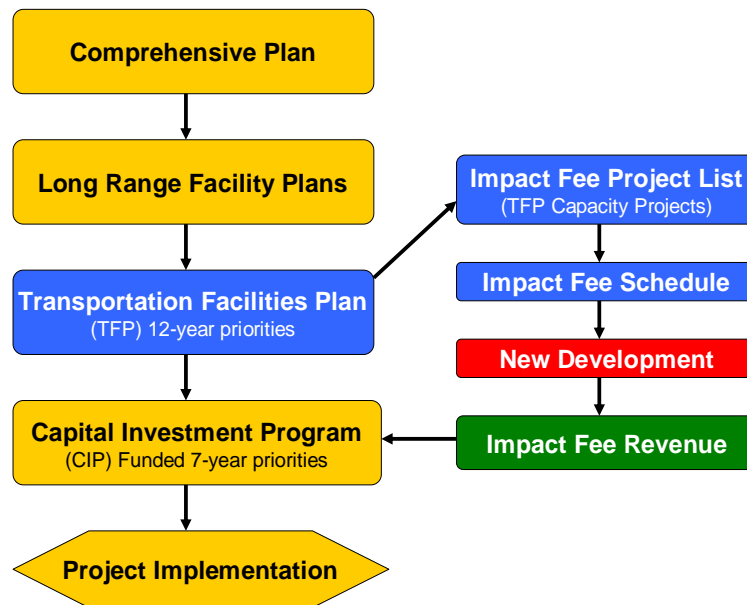 Comprehensive Plan
Long Range Facility Plans
Transportation Facilities Plan
(TFP) 12-year priorities
Capital Investment Program
(CIP) Funded 7-year priorities
Project Implementation
Impact Fee Project List
(TFP Capacity Projects)
Impact Fee Schedule
New Development
Impact Fee Revenue